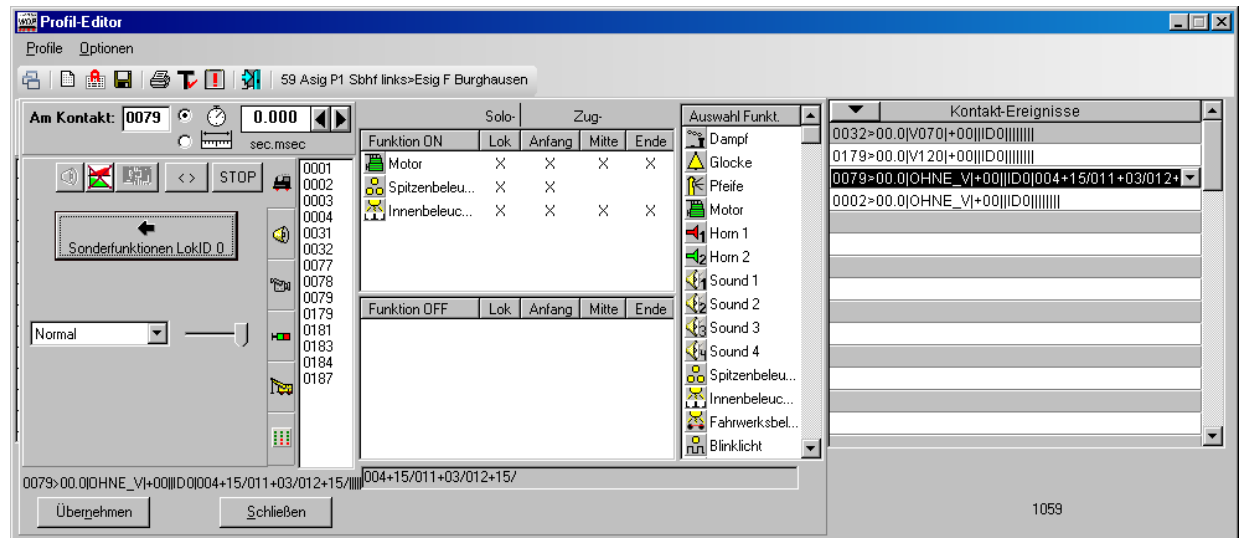 Profil-Editor
Profile Optionen
59 Asig P1 Sbhf links>Esig F Burghausen
Am Kontakt: 0079 0.000
sec.msec
<> STOP
Sonderfunktionen LokID 0
Normal
0001
0002
0003
0004
0031
0032
0077
0078
0079
0179
0181
0183
0184
0187
Solo- Zug-
Funktion ON Lok Anfang Mitte Ende
Motor X X X X
Spitzenbeleu... X X
Innenbeleuc... X X X X
Funktion OFF Lok Anfang Mitte Ende
Auswahl Funkt.
Dampf
Glocke
Pfeife
Motor
1 Horn 1
2 Horn 2
1 Sound 1
2 Sound 2
3 Sound 3
4 Sound 4
Spitzenbeleu...
Innenbeleuc...
Fahrwerksbel...
Blinklicht
Kontakt-Ereignisse
0032>00.0|V070|+00|||ID0||||||||
0179>00.0|V120|+00|||ID0||||||||
0079>00.0|OHNE_V|+00|||ID0|004+15/011+03/012+
0002>00.0|OHNE_V|+00|||ID0||||||||
0079>00.0|OHNE_V|+00|||ID0|004+15/011+03/012+15/|||||
004+15/011+03/012+15/
Übernehmen Schließen
1059